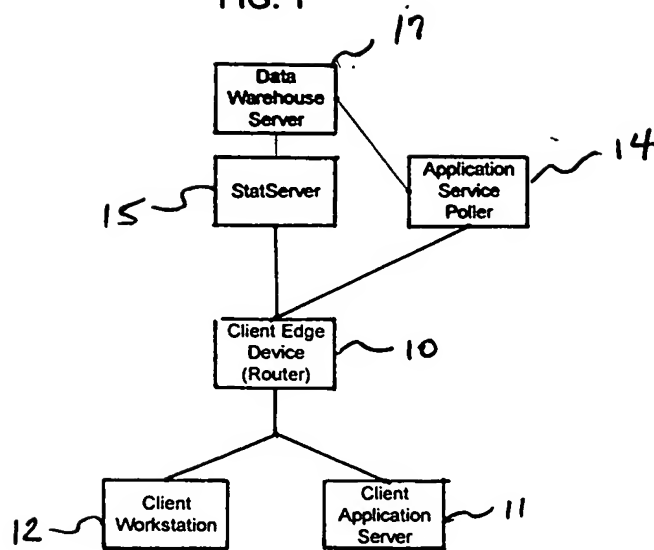 FIG. 1
17
Data
Warehouse
Server
14
StatServer
Application
Service
Poller
15
Client Edge
Device
(Router)
10
Client
Workstation
12
Client
Application
Server
11